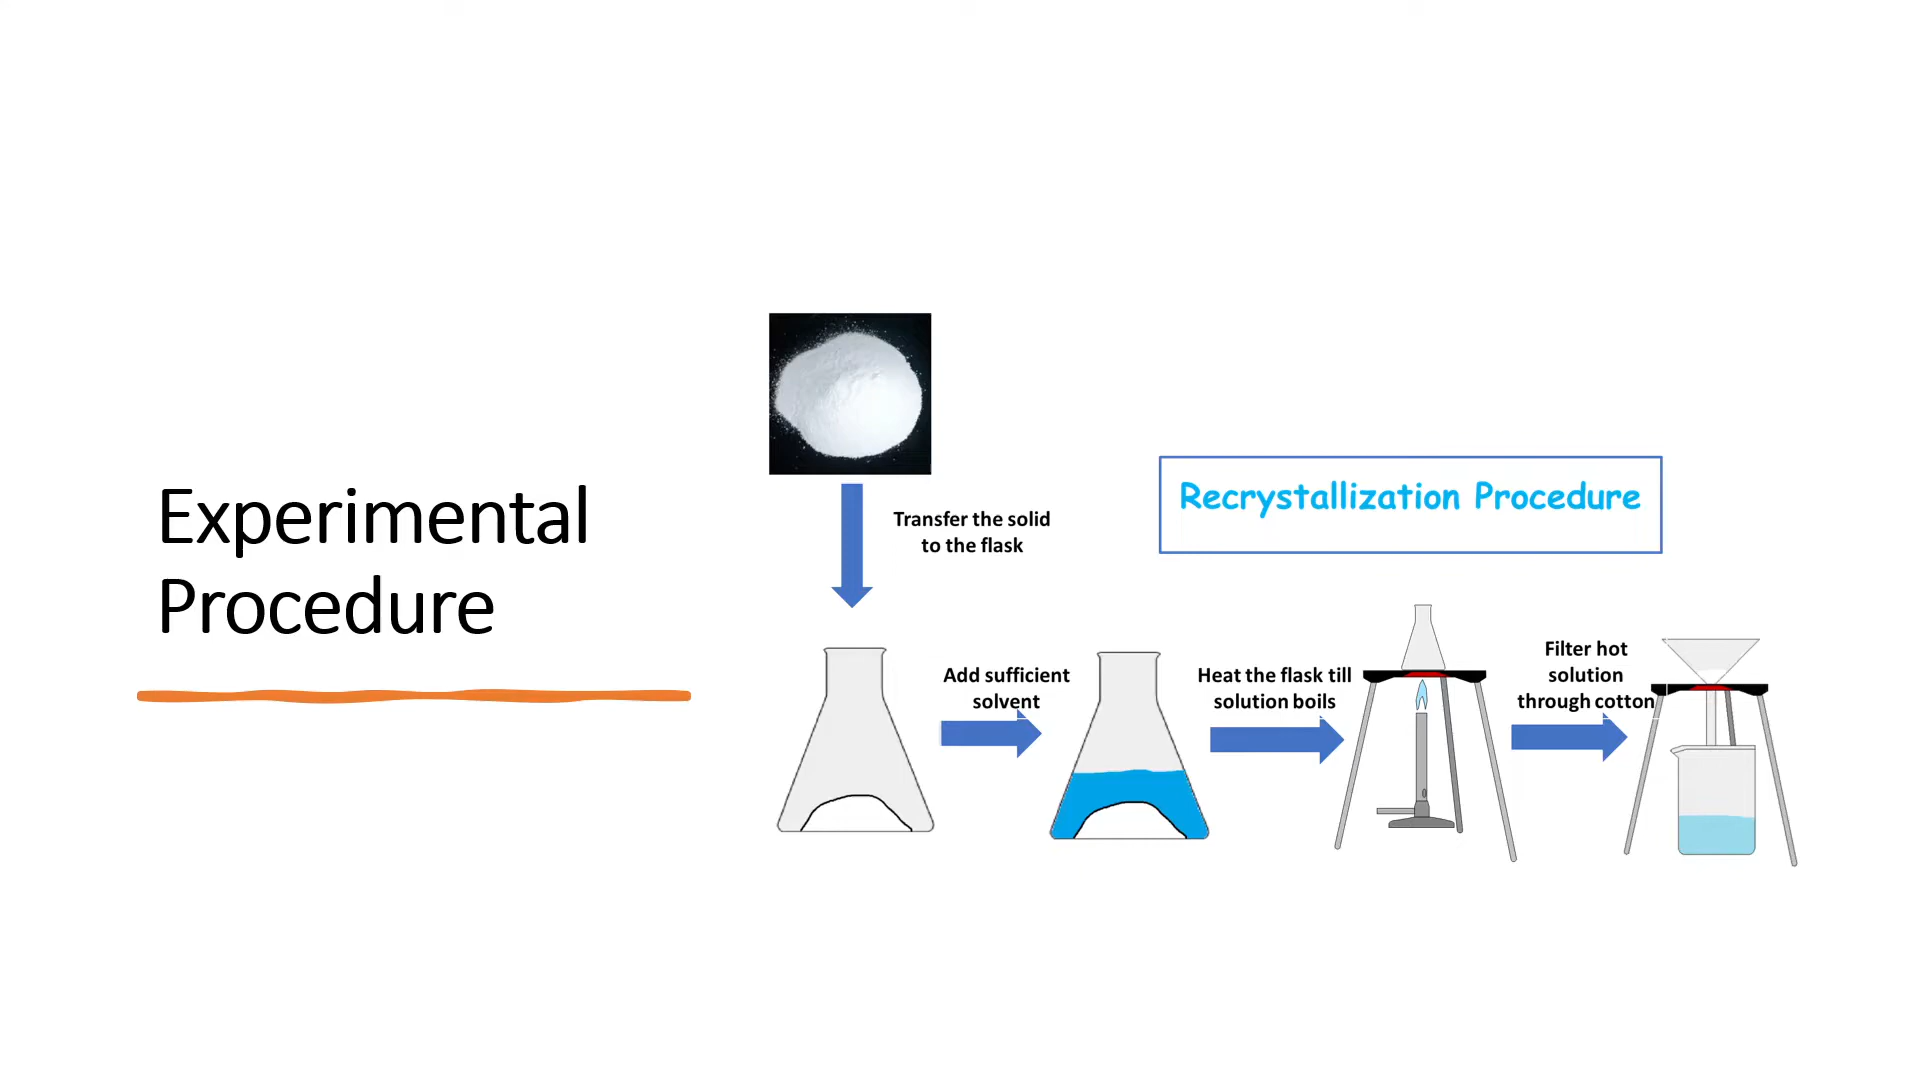 Experimental
Procedure
Transfer the solid
to the flask
Recrystallization Procedure
Add sufficient
solvent
Heat the flask till
solution boils
Filter hot
solution
through cotton